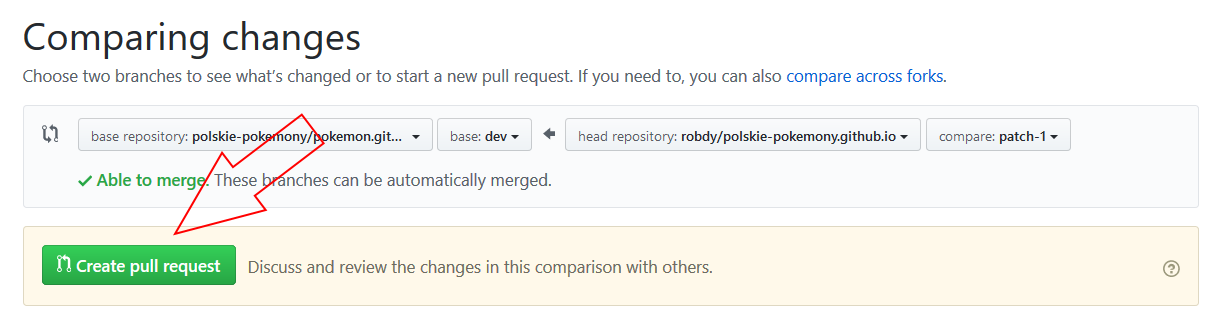 Comparing changes
Choose two branches to see what's changed or to start a new pull request. If you need to, you can also compare across forks.
base repository: polskie-pokemony/pokemon.git... base: dev head repository: robdy/polskie-pokemony.github.io compare: patch-1
Able to merge. These branches can be automatically merged.
Create pull request Discuss and review the changes in this comparison with others.